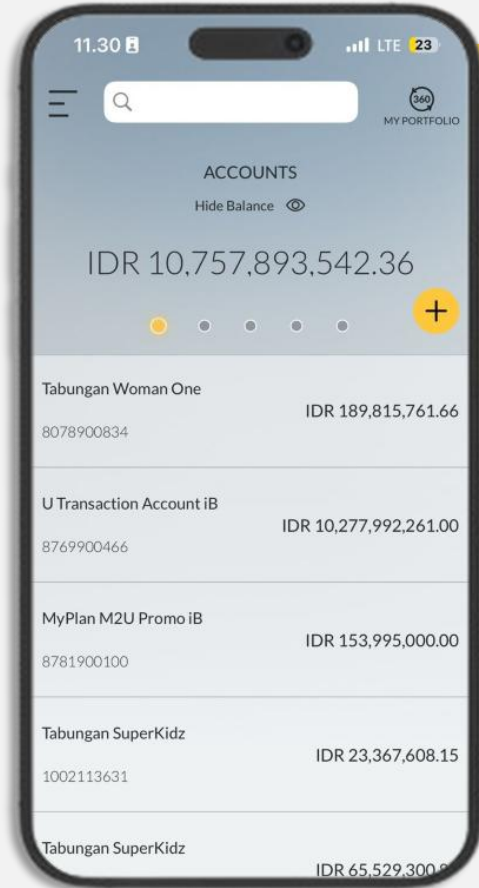 11.30
LTE 23
360
MY PORTFOLIO
ACCOUNTS
Hide Balance
IDR 10,757,893,542.36
Tabungan Woman One
IDR 189,815,761.66
8078900834
U Transaction Account iB
IDR 10,277,992,261.00
8769900466
MyPlan M2U Promo iB
IDR 153,995,000.00
8781900100
Tabungan SuperKidz
IDR 23,367,608.15
1002113631
Tabungan SuperKidz
IDR